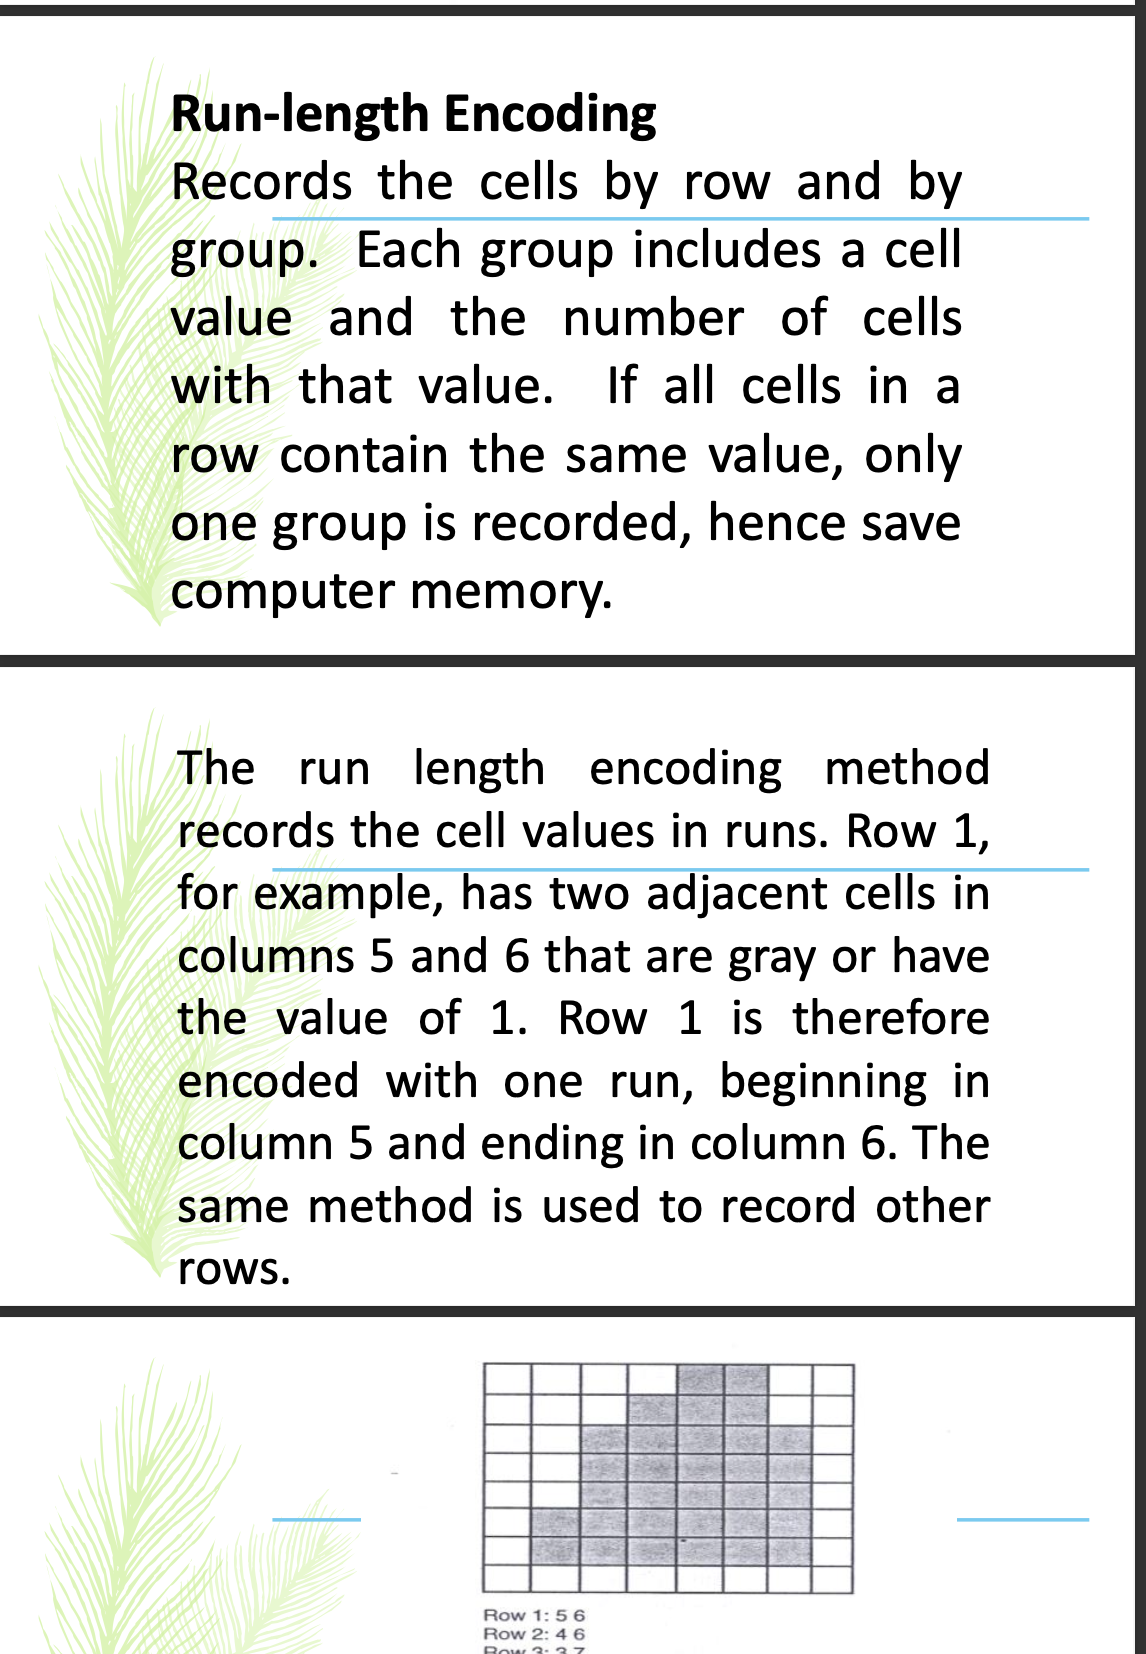 Run-length Encoding
Records the cells by row and by
group. Each group includes a cell
value and the number of cells
with that value. If all cells in a
row contain the same value, only
one group is recorded, hence save
computer memory.
The run length encoding method
records the cell values in runs. Row 1,
for example, has two adjacent cells in
columns 5 and 6 that are gray or have
the value of 1. Row 1 is therefore
encoded with one run, beginning in
column 5 and ending in column 6. The
same method is used to record other
rows.
Row 1: 5 6
Row 2: 4 6
Row 3: 3 7